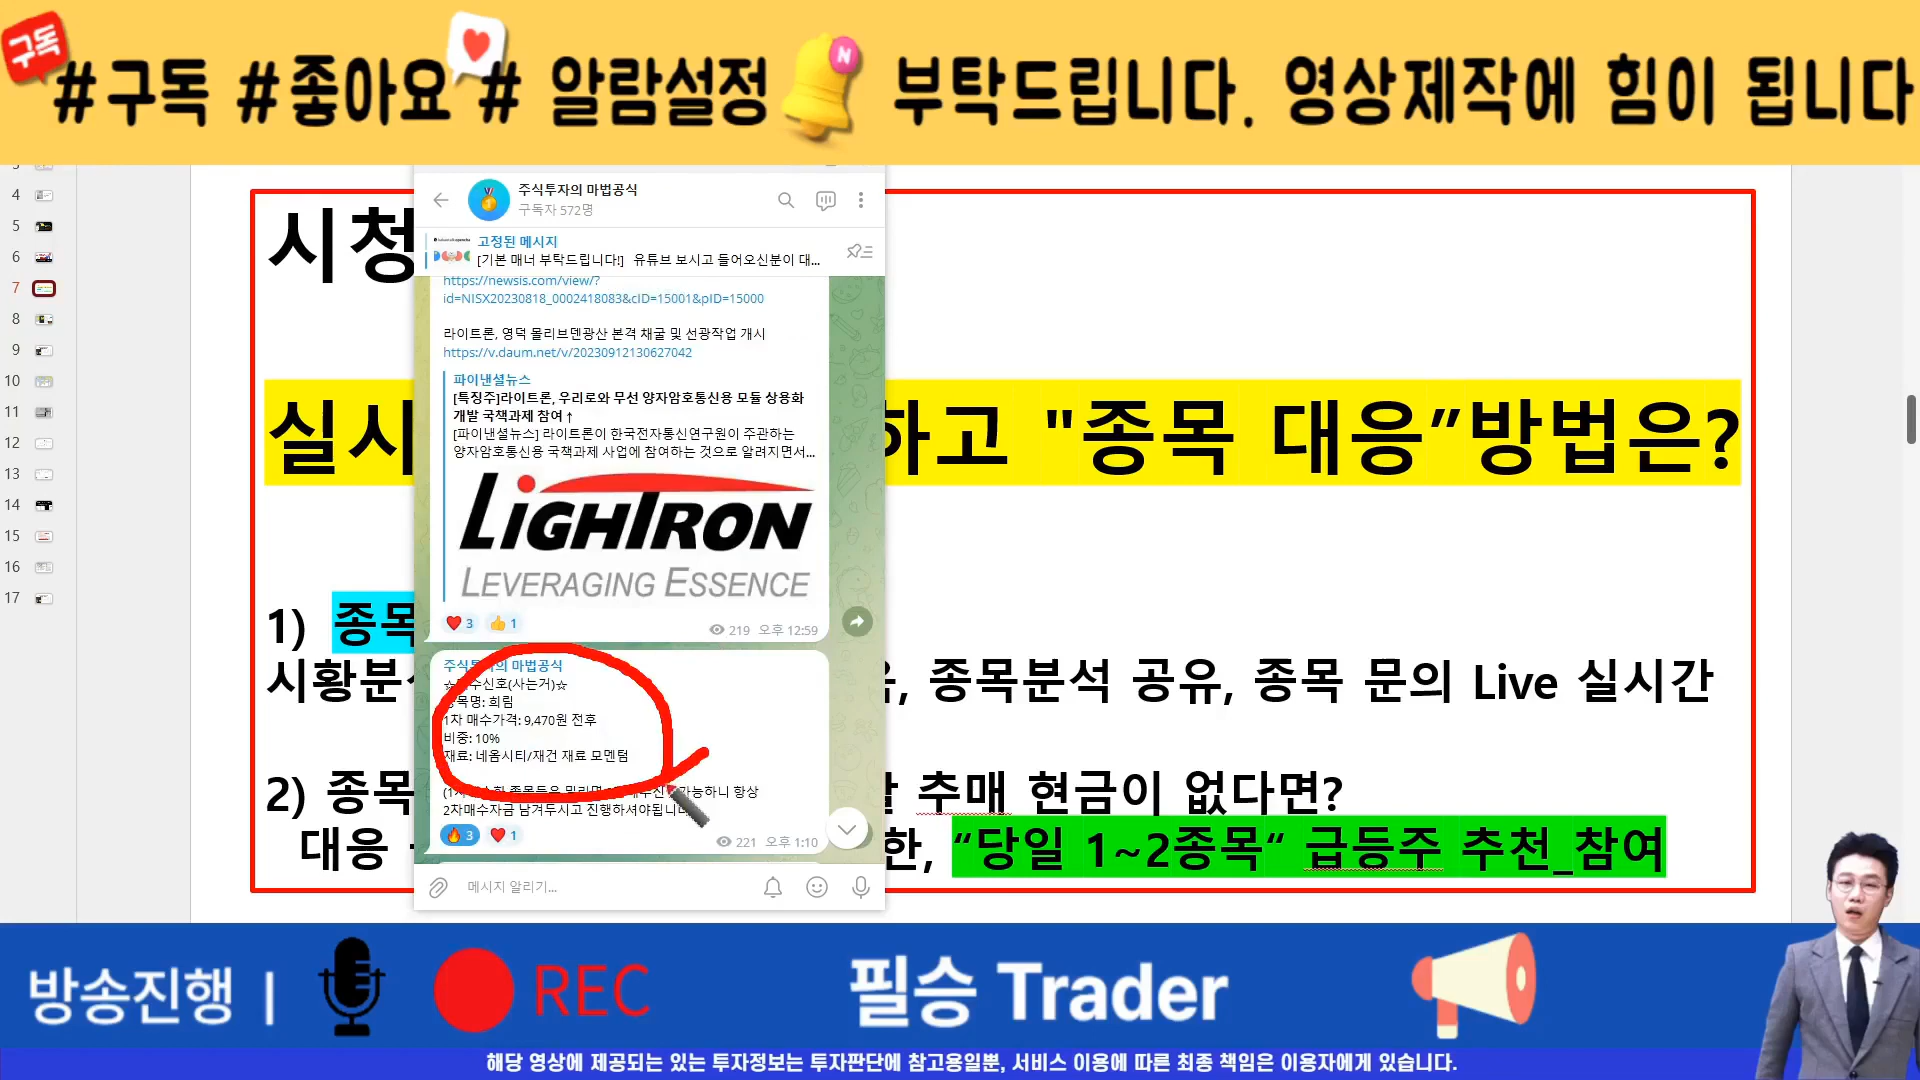 구독
#구독 #좋아요 # 알람설정 N 부탁드립니다. 영상제작에 힘이 됩니다
4
5
6
7
8
9
10
11
12
13
14
15
16
17
시청
실시
하고 "종목 대응”방법은?
1) 종목
시황분
, 종목분석 공유, 종목 문의 Live 실시간
2) 종목
추매 현금이 없다면?
대응
한, “당일 1~2종목“ 급등주 추천_참여
주식투자의 마법공식
구독자 572명
고정된 메시지
[기본 매너 부탁드립니다!] 유튜브 보시고 들어오신분이 대...
https://newsis.com/view/?
id=NISX20230818_0002418083&cID=15001&pID=15000
라이트론, 영덕 몰리브덴광산 본격 채굴 및 선광작업 개시
https://v.daum.net/v/20230912130627042
파이낸셜뉴스
[특징주]라이트론, 우리로와 무선 양자암호통신용 모듈 상용화
개발 국책과제 참여↑
[파이낸셜뉴스] 라이트론이 한국전자통신연구원이 주관하는
양자암호통신용 국책과제 사업에 참여하는 것으로 알려지면서...
LIGHTRON
LEVERAGING ESSENCE
3 1
219 오후 12:59
주식투자의 마법공식
☆매수신호(사는거)☆
종목명: 희림
1차 매수가격: 9,470원 전후
비중: 10%
재료: 네옴시티/재건 재료 모멘텀
가능하니 항상
2차매수자금 남겨두시고 진행하셔야됩니다
3 1
221 오후 1:10
메시지 알리기...
방송진행 | REC 필승 Trader
해당 영상에 제공되는 있는 투자정보는 투자판단에 참고용일뿐, 서비스 이용에 따른 최종 책임은 이용자에게 있습니다.